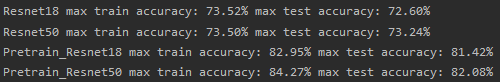 Resnet18 max train accuracy: 73.52% max test accuracy: 72.60%
Resnet50 max train accuracy: 73.50% max test accuracy: 73.24%
Pretrain_Resnet18 max train accuracy: 82.95% max test accuracy: 81.42%
Pretrain_Resnet50 max train accuracy: 84.27% max test accuracy: 82.08%